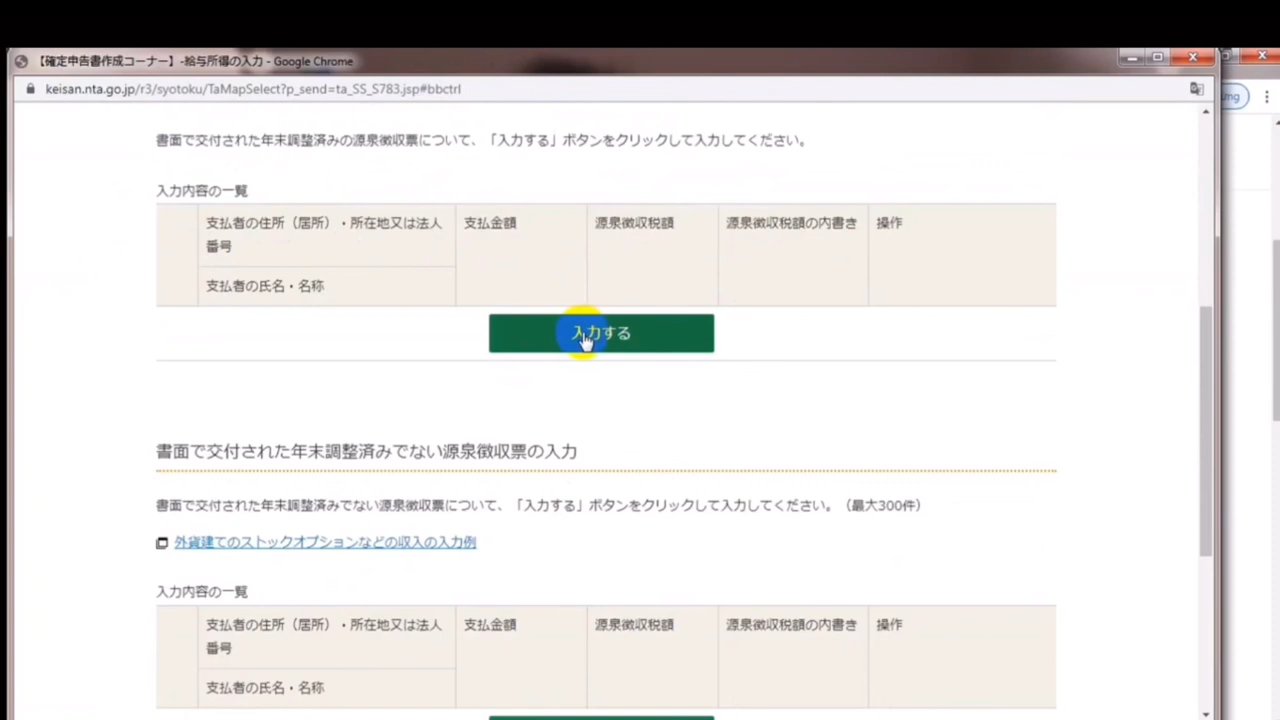 【確定申告書作成コーナー】-給与所得の入力 - Google Chrome
keisan.nta.go.jp/r3/syotoku/TaMapSelect?p_send=ta_SS_S783.jsp#bbctrl
書面で交付された年末調整済みの源泉徴収票について、「入力する」ボタンをクリックして入力してください。
入力内容の一覧
支払者の住所（居所）・所在地又は法人番号
支払者の氏名・名称
支払金額
源泉徴収税額
源泉徴収税額の内書き
操作
入力する
書面で交付された年末調整済みでない源泉徴収票の入力
書面で交付された年末調整済みでない源泉徴収票について、「入力する」ボタンをクリックして入力してください。（最大300件）
外貨建てのストックオプションなどの収入の入力例
入力内容の一覧
支払者の住所（居所）・所在地又は法人番号
支払者の氏名・名称
支払金額
源泉徴収税額
源泉徴収税額の内書き
操作